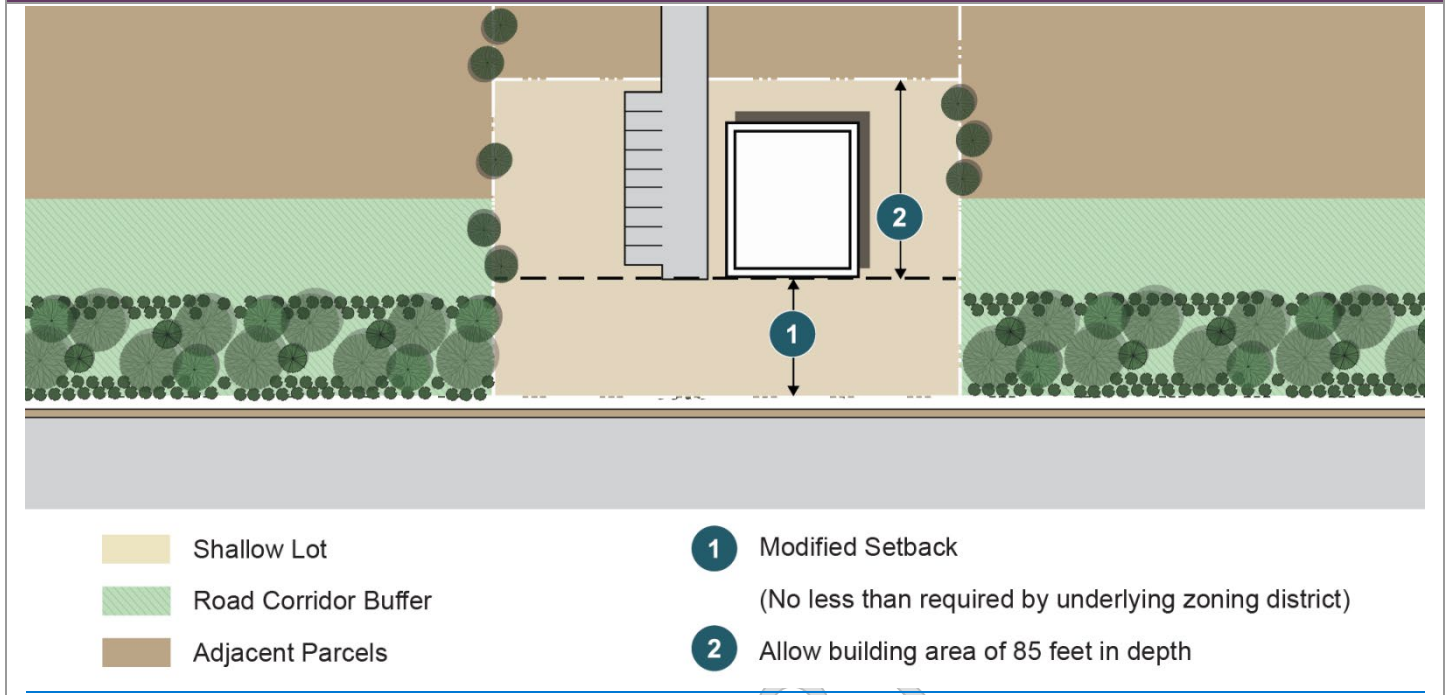 2
1
Shallow Lot
Road Corridor Buffer
Adjacent Parcels
1 Modified Setback
(No less than required by underlying zoning district)
2 Allow building area of 85 feet in depth